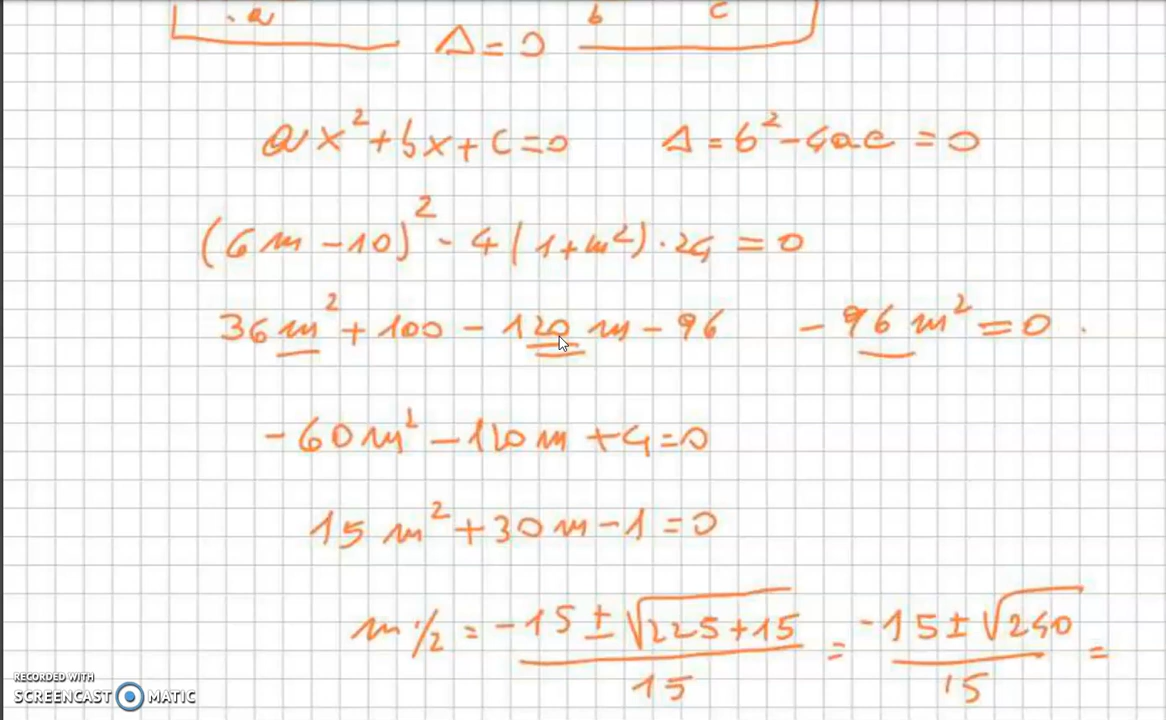 . a b c
Δ = 0
ax² + bx + c = 0 Δ = b² - 4ac = 0
(6m - 10)² - 4(1 + m²) · 24 = 0
36m² + 100 - 120m - 96 - 96m² = 0 .
-60m² - 120m + 4 = 0
15m² + 30m - 1 = 0
m 1/2 = (-15 ± √(225 + 15))/15 = (-15 ± √240)/15 =
RECORDED WITH
SCREENCAST MATIC